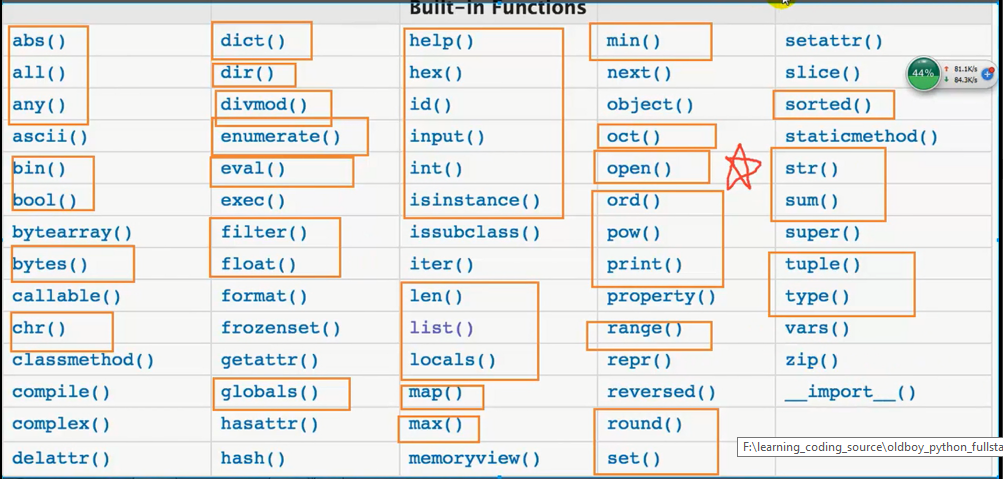 Built-in Functions
abs() dict() help() min() setattr()
all() dir() hex() next() slice()
any() divmod() id() object() sorted()
ascii() enumerate() input() oct() staticmethod()
bin() eval() int() open() str()
bool() exec() isinstance() ord() sum()
bytearray() filter() issubclass() pow() super()
bytes() float() iter() print() tuple()
callable() format() len() property() type()
chr() frozenset() list() range() vars()
classmethod() getattr() locals() repr() zip()
compile() globals() map() reversed() __import__()
complex() hasattr() max() round()
delattr() hash() memoryview() set()
44%
81.1K/s
84.3K/s
F:\learning_coding_source\oldboy_python_fullsta